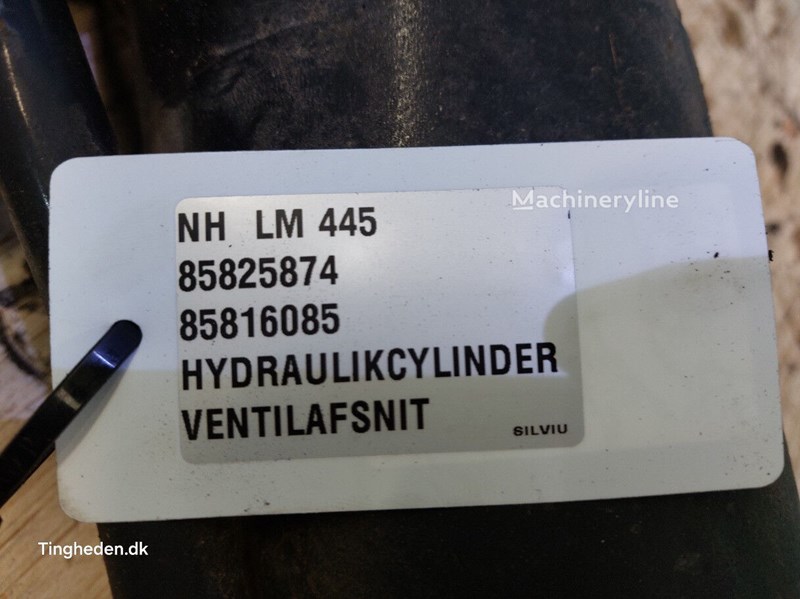 Machineryline
NH LM 445
85825874
85816085
HYDRAULIKCYLINDER
VENTILAFSNIT
SILVIU
Tingheden.dk